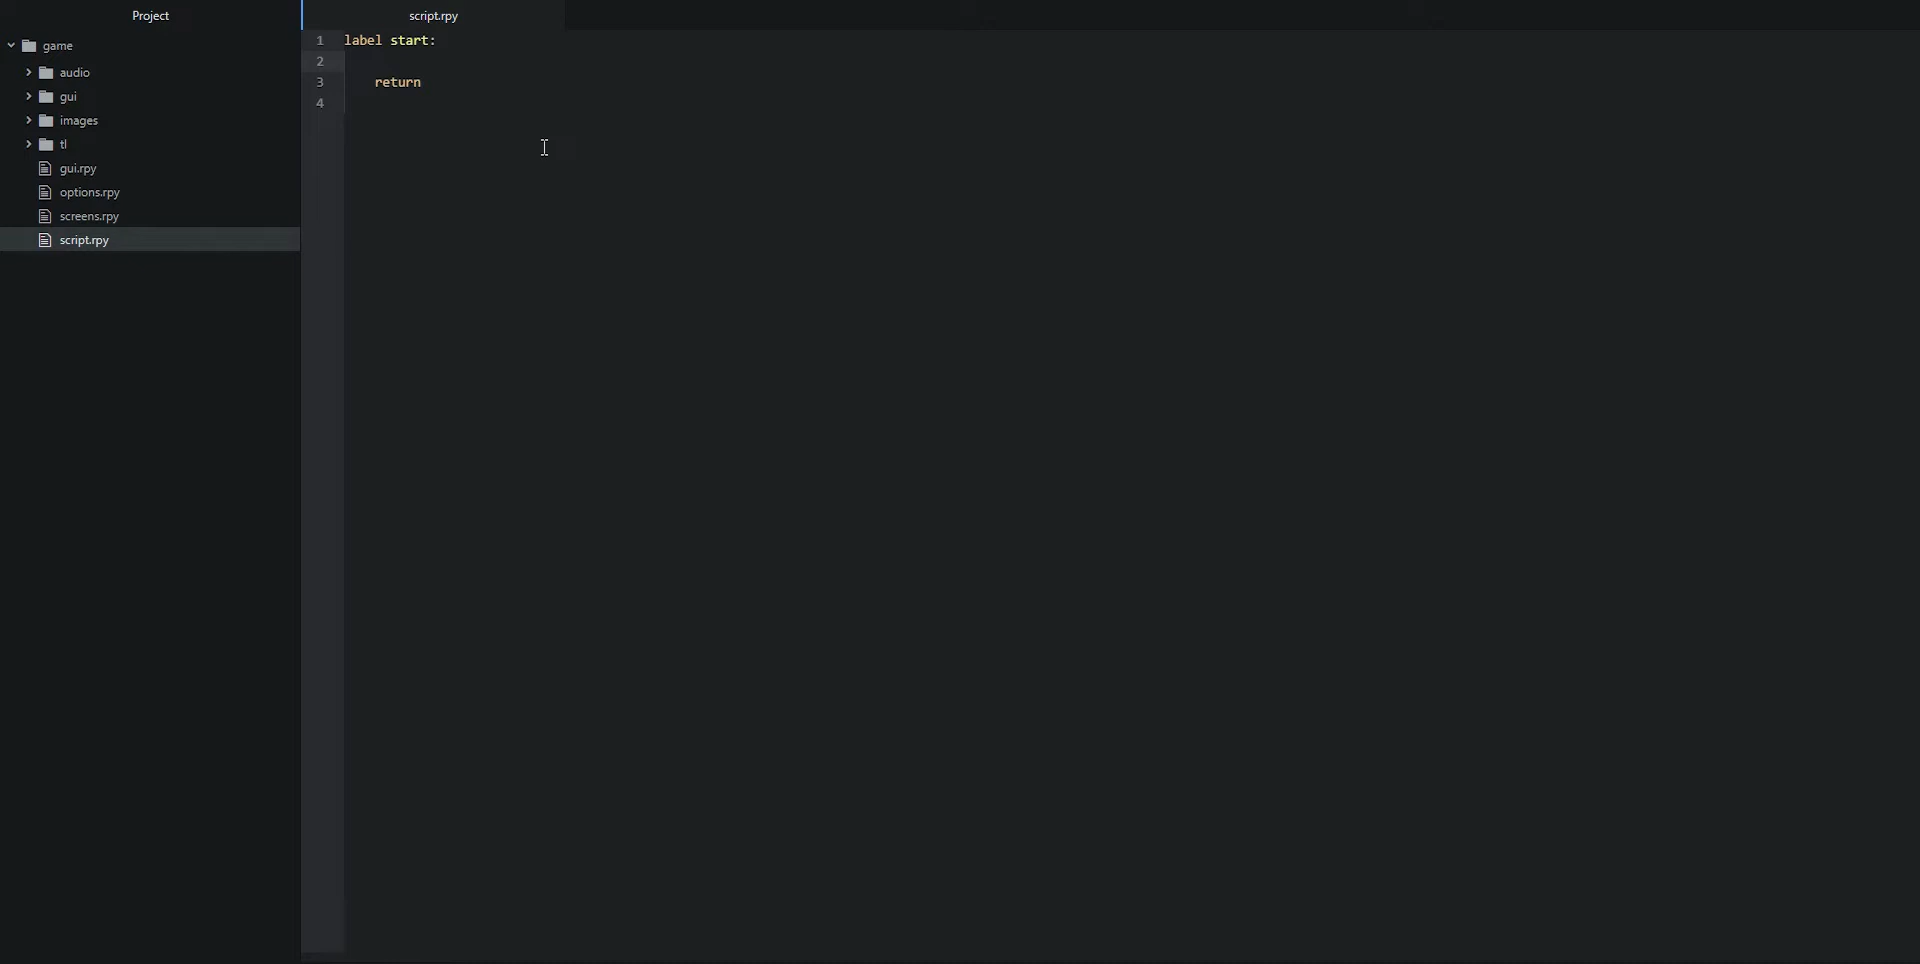 Project
game
audio
gui
images
tl
gui.rpy
options.rpy
screens.rpy
script.rpy
script.rpy
1 label start:
2
3     return
4